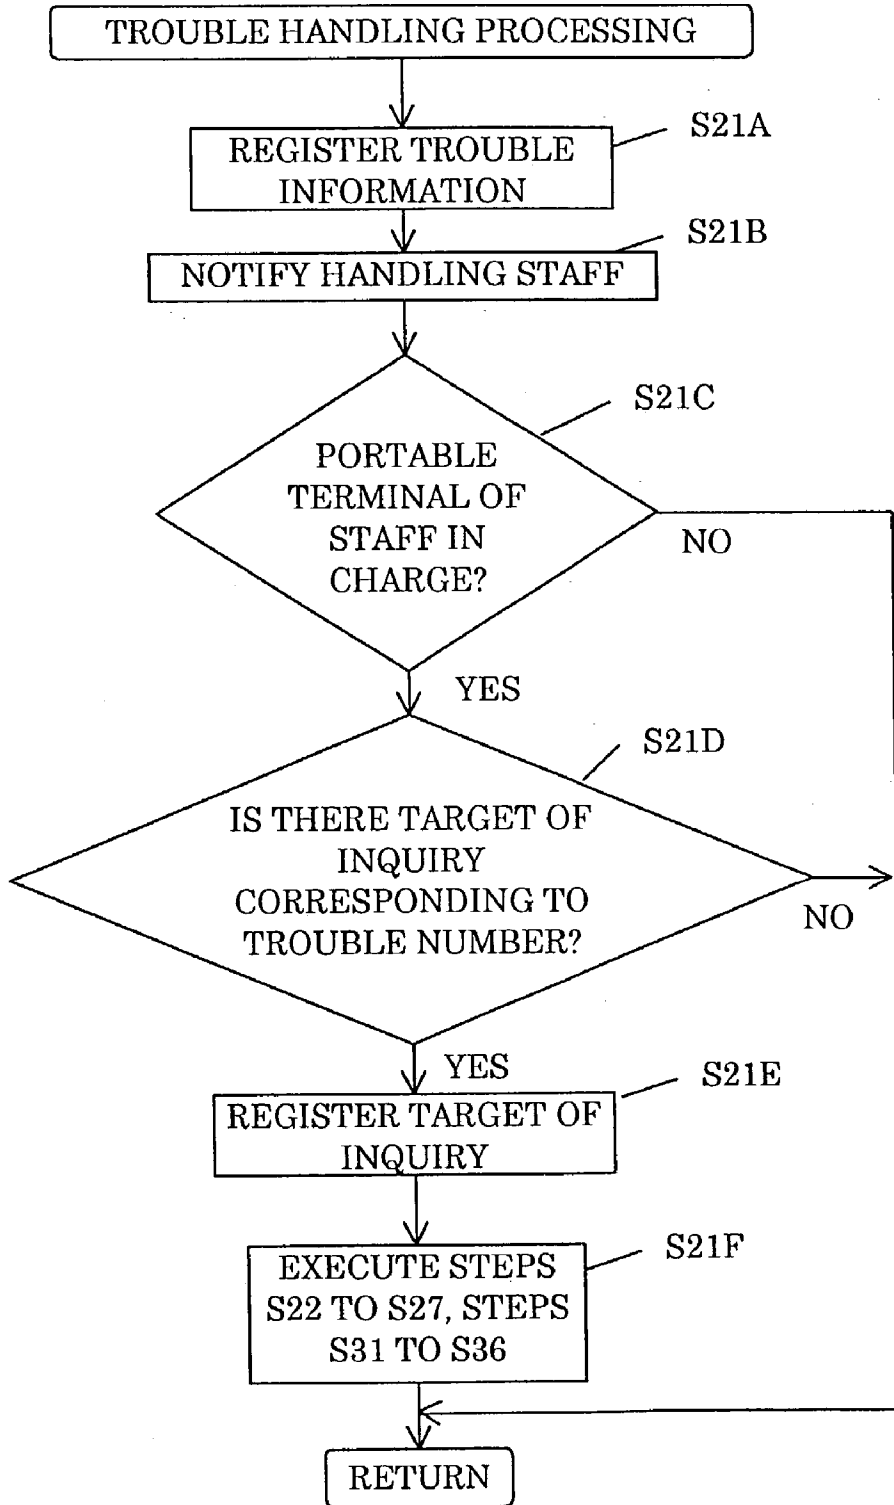 TROUBLE HANDLING PROCESSING
S21A
REGISTER TROUBLE
INFORMATION
S21B
NOTIFY HANDLING STAFF
S21C
PORTABLE
TERMINAL OF
STAFF IN
CHARGE?
NO
YES
S21D
IS THERE TARGET OF
INQUIRY
CORRESPONDING TO
TROUBLE NUMBER?
NO
YES
S21E
REGISTER TARGET OF
INQUIRY
S21F
EXECUTE STEPS
S22 TO S27, STEPS
S31 TO S36
RETURN